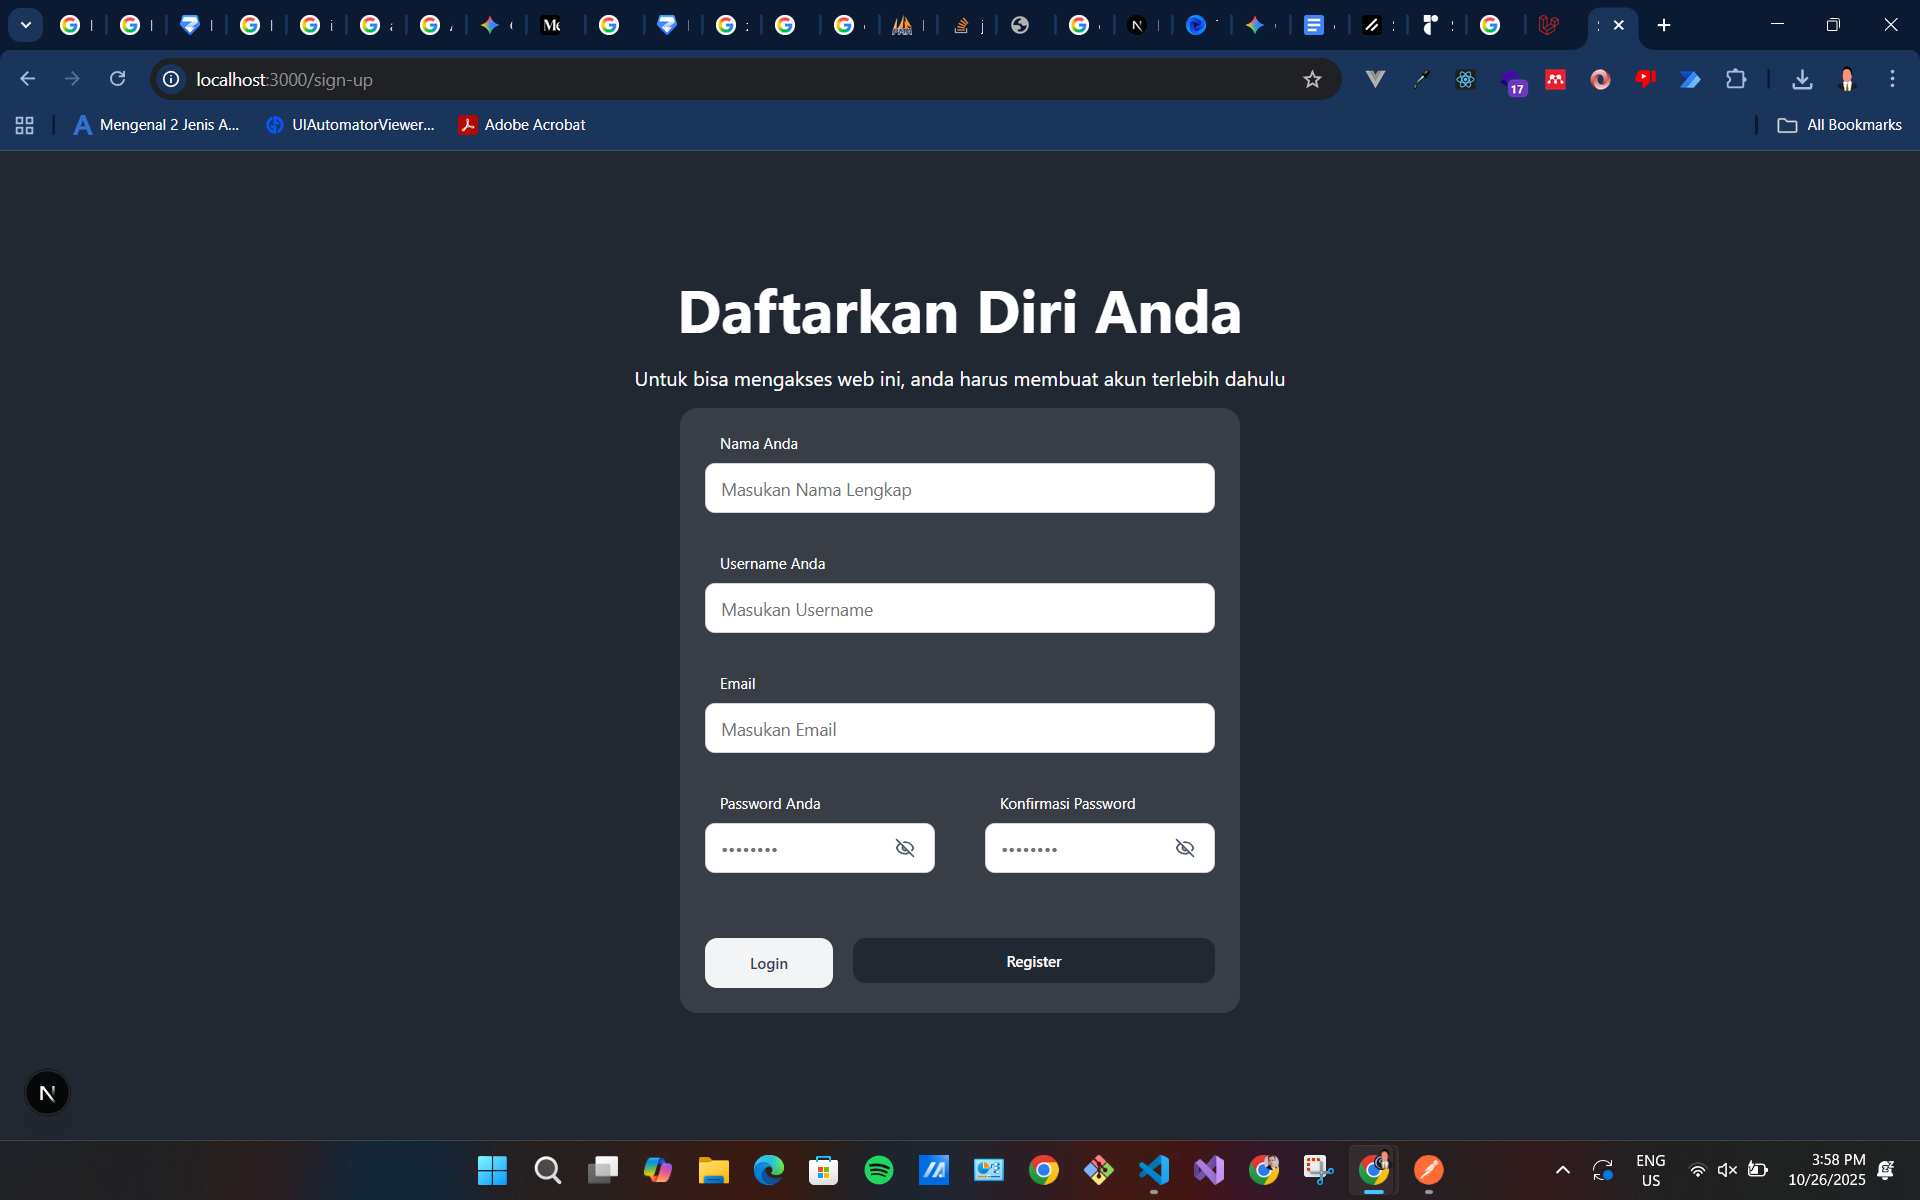 localhost:3000/sign-up
17
Mengenal 2 Jenis A...
UIAutomatorViewer...
Adobe Acrobat
All Bookmarks
Daftarkan Diri Anda
Untuk bisa mengakses web ini, anda harus membuat akun terlebih dahulu
Nama Anda
Masukan Nama Lengkap
Username Anda
Masukan Username
Email
Masukan Email
Password Anda
Konfirmasi Password
••••••••
••••••••
Login
Register
N
ENG
US
3:58 PM
10/26/2025